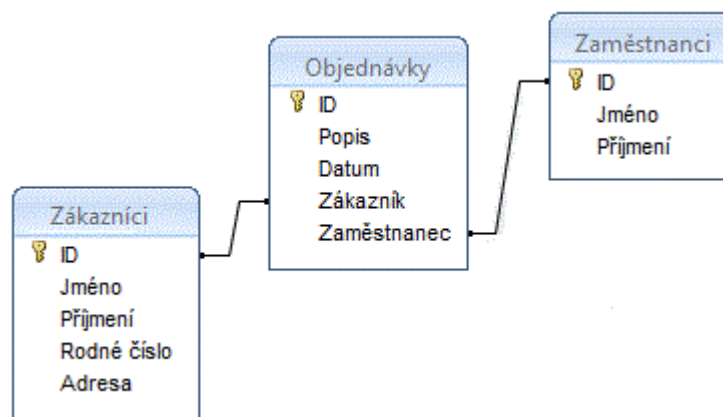 Zákazníci
ID
Jméno
Příjmení
Rodné číslo
Adresa
Objednávky
ID
Popis
Datum
Zákazník
Zaměstnanec
Zaměstnanci
ID
Jméno
Příjmení